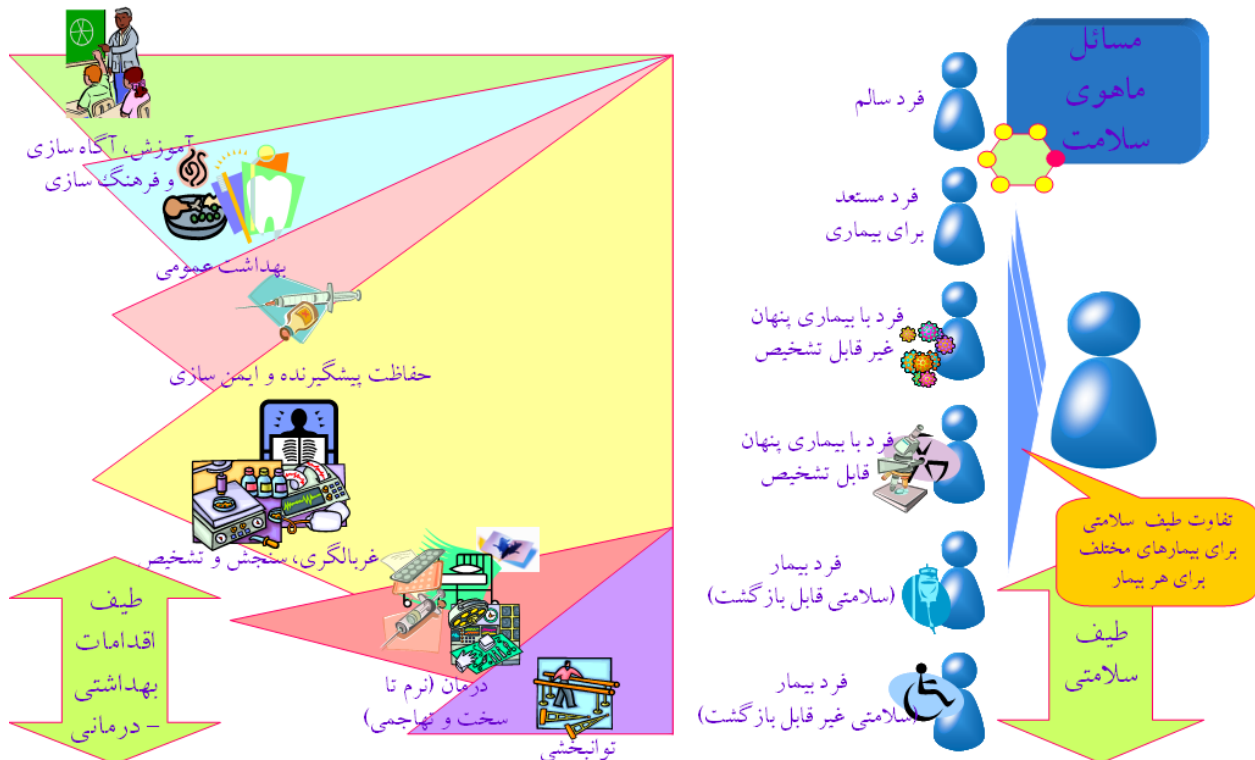 مسائل
ماهوی
سلامت
فرد سالم
فرد مستعد
برای بیماری
فرد با بیماری پنهان
غیر قابل تشخیص
فرد با بیماری پنهان
قابل تشخیص
فرد بیمار
(سلامتی قابل بازگشت)
فرد بیمار
(سلامتی غیر قابل بازگشت)
تفاوت طیف سلامتی
برای بیمارهای مختلف
برای هر بیمار
طیف
سلامتی
آموزش، آگاه سازی
و فرهنگ سازی
بهداشت عمومی
حفاظت پیشگیرنده و ایمن سازی
غربالگری، سنجش و تشخیص
درمان (نرم تا
سخت و تهاجمی)
توانبخشی
طیف
اقدامات
بهداشتی
– درمانی